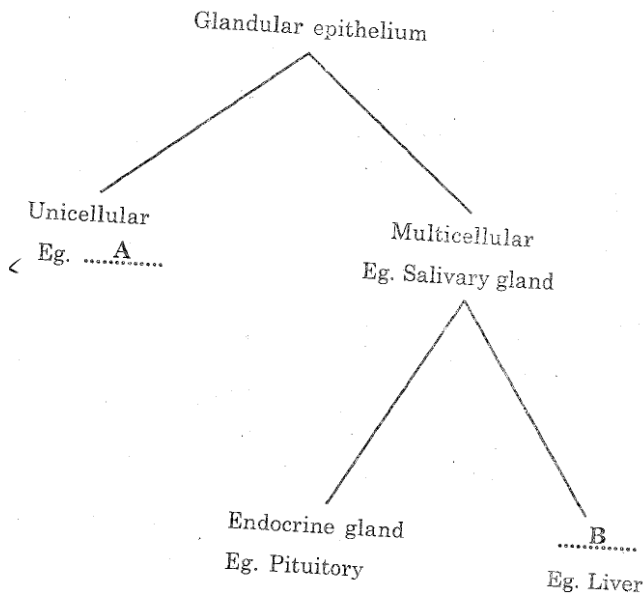 Glandular epithelium
Unicellular
Eg. ....A....
Multicellular
Eg. Salivary gland
Endocrine gland
Eg. Pituitory
....B....
Eg. Liver